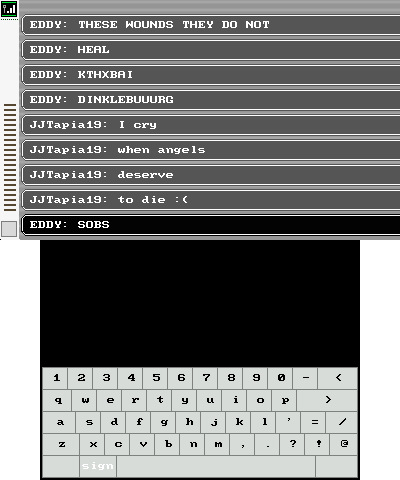 EDDY: THESE WOUNDS THEY DO NOT
EDDY: HEAL
EDDY: KTHXBAI
EDDY: DINKLEBUUURG
JJTapia19: I cry
JJTapia19: when angels
JJTapia19: deserve
JJTapia19: to die :(
EDDY: SOBS
1 2 3 4 5 6 7 8 9 0 - <
q w e r t y u i o p >
a s d f g h j k l ' = /
z x c v b n m , . ? ! @
sign